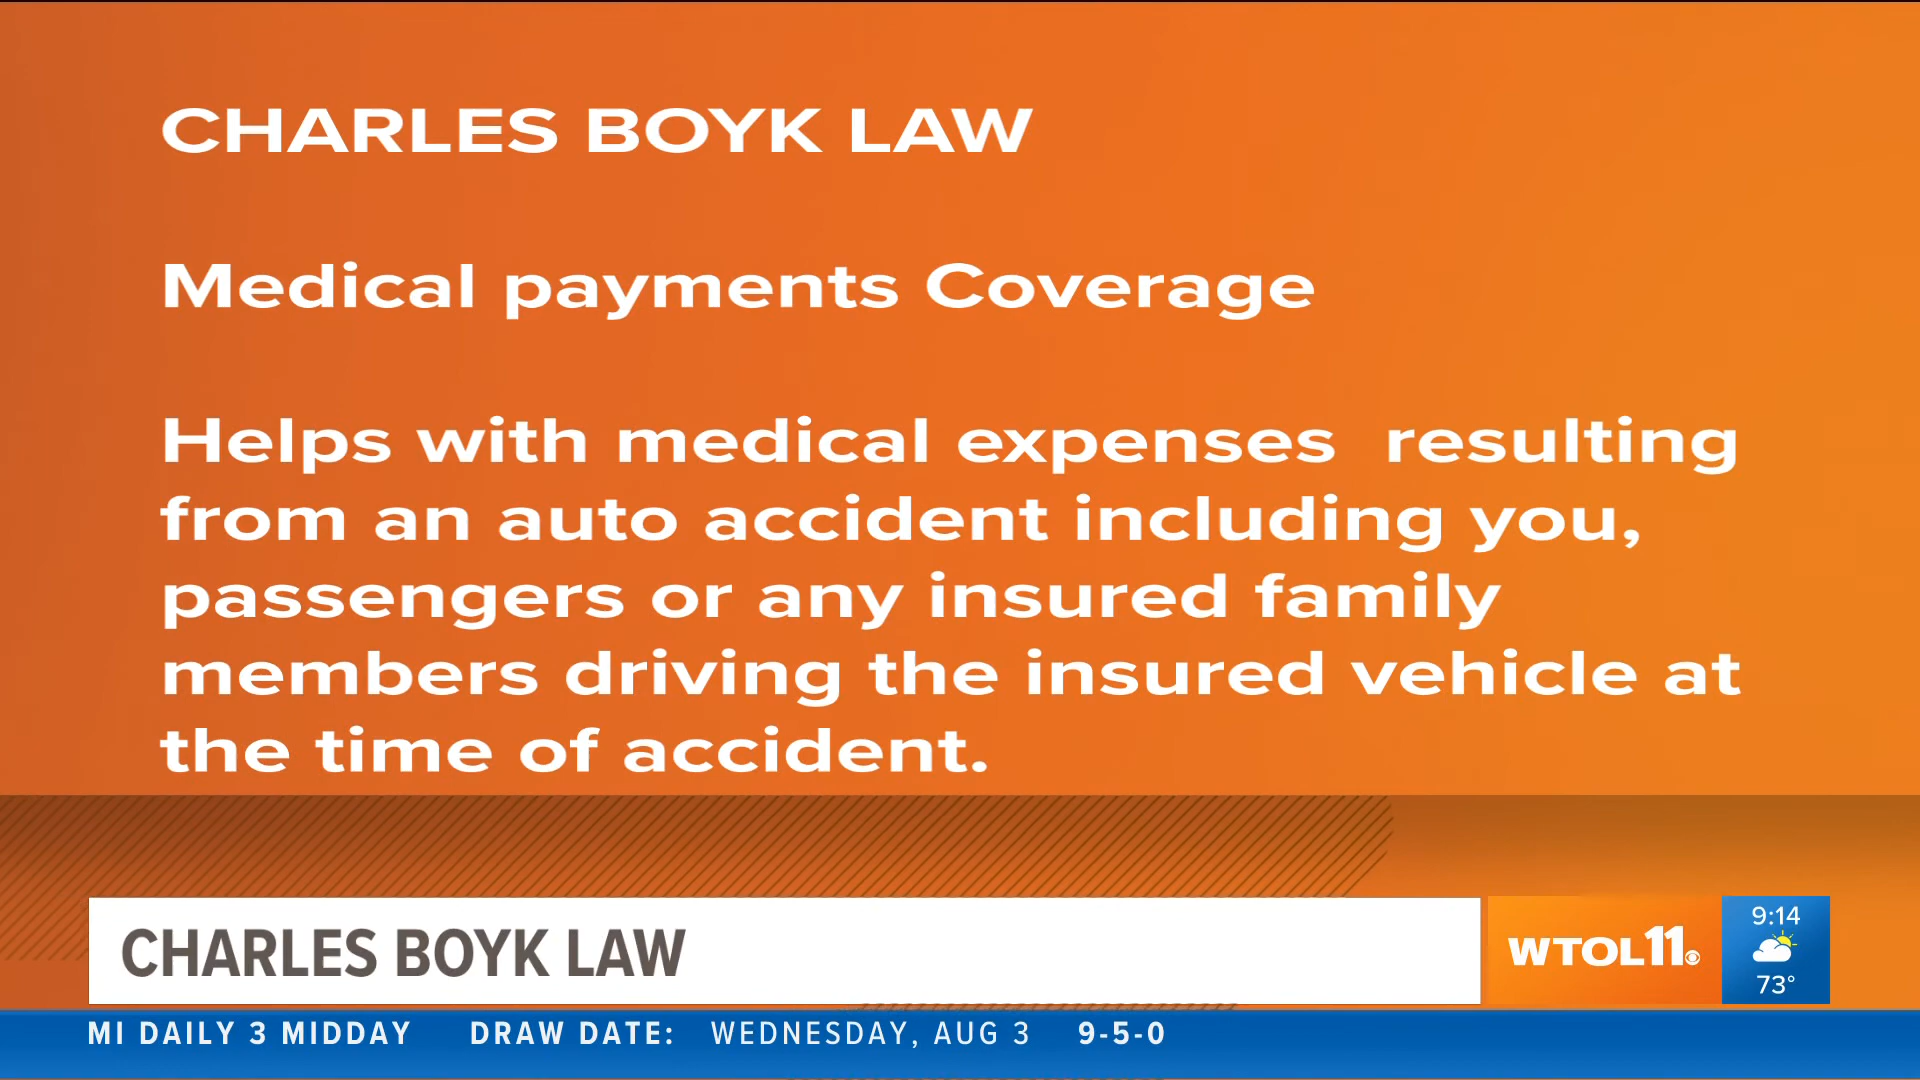 CHARLES BOYK LAW
Medical payments Coverage
Helps with medical expenses  resulting
from an auto accident including you,
passengers or any insured family
members driving the insured vehicle at
the time of accident.
CHARLES BOYK LAW
WTOL11
9:14
73°
MI DAILY 3 MIDDAY DRAW DATE: WEDNESDAY, AUG 3 9-5-0